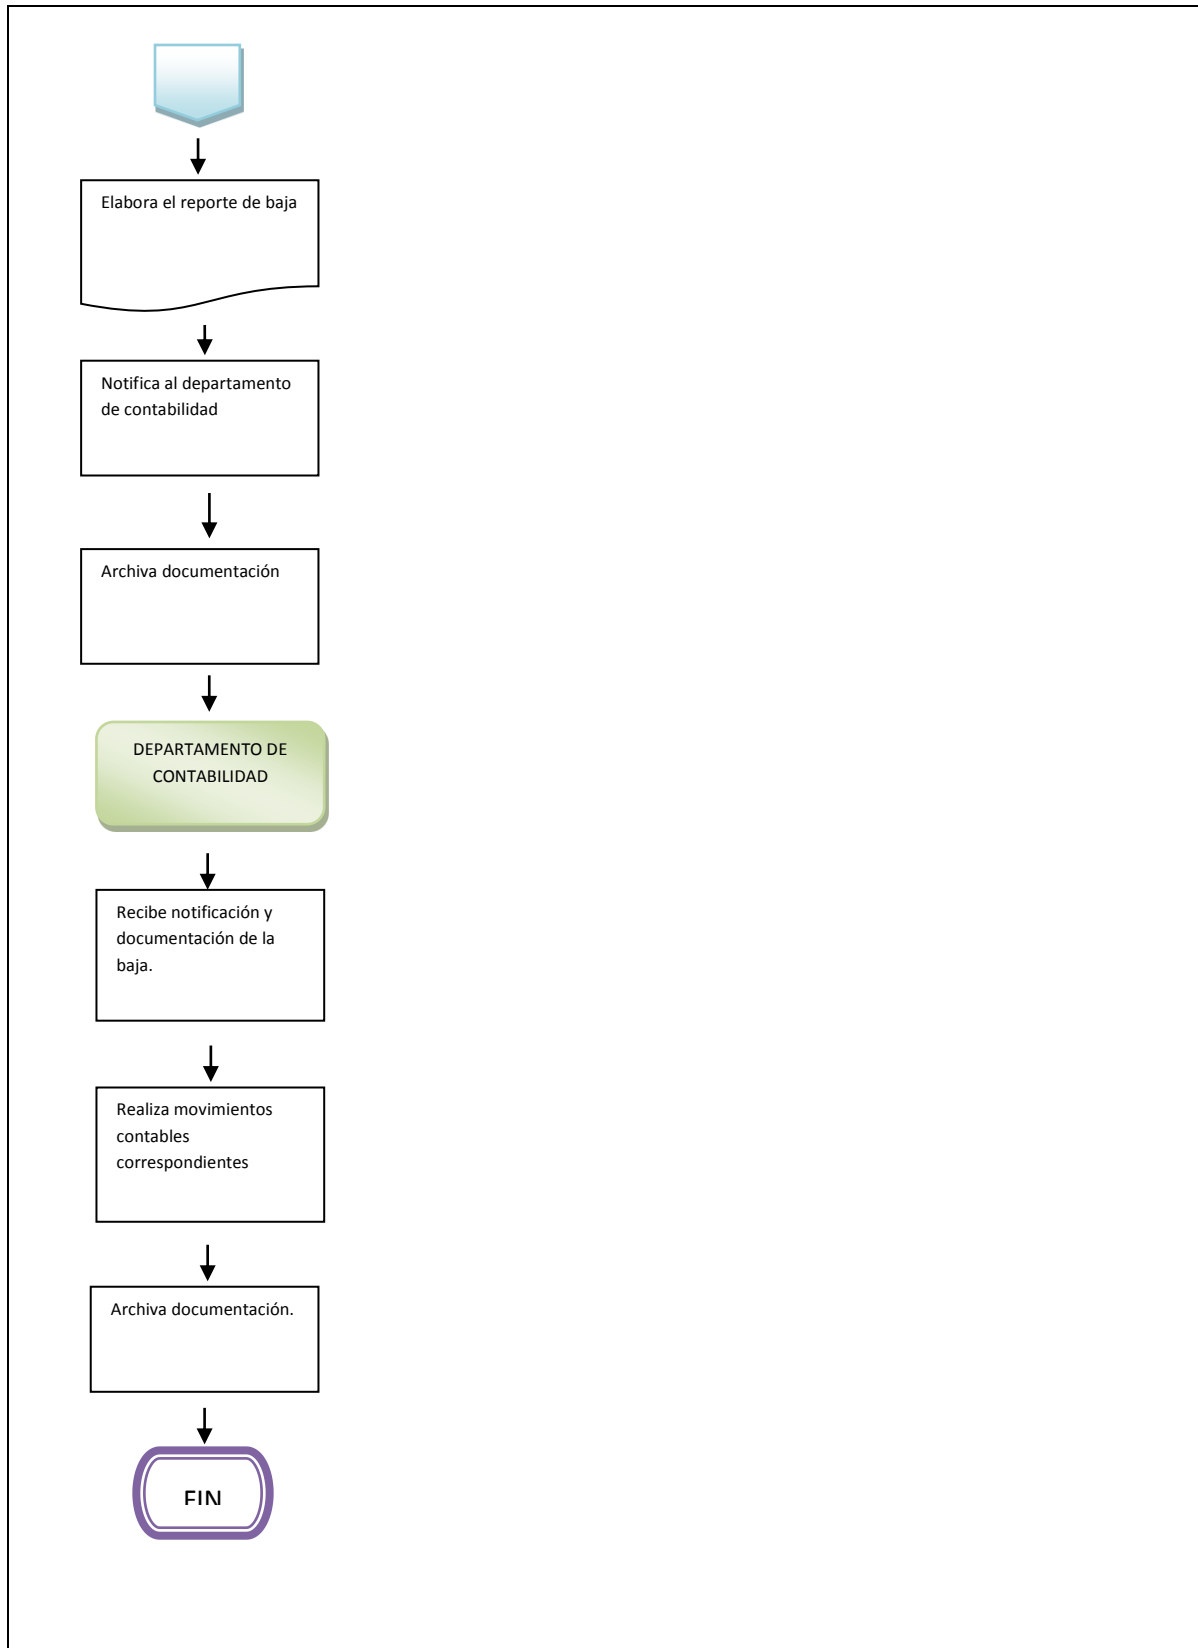 Elabora el reporte de baja
Notifica al departamento
de contabilidad
Archiva documentación
DEPARTAMENTO DE
CONTABILIDAD
Recibe notificación y
documentación de la
baja.
Realiza movimientos
contables
correspondientes
Archiva documentación.
FIN